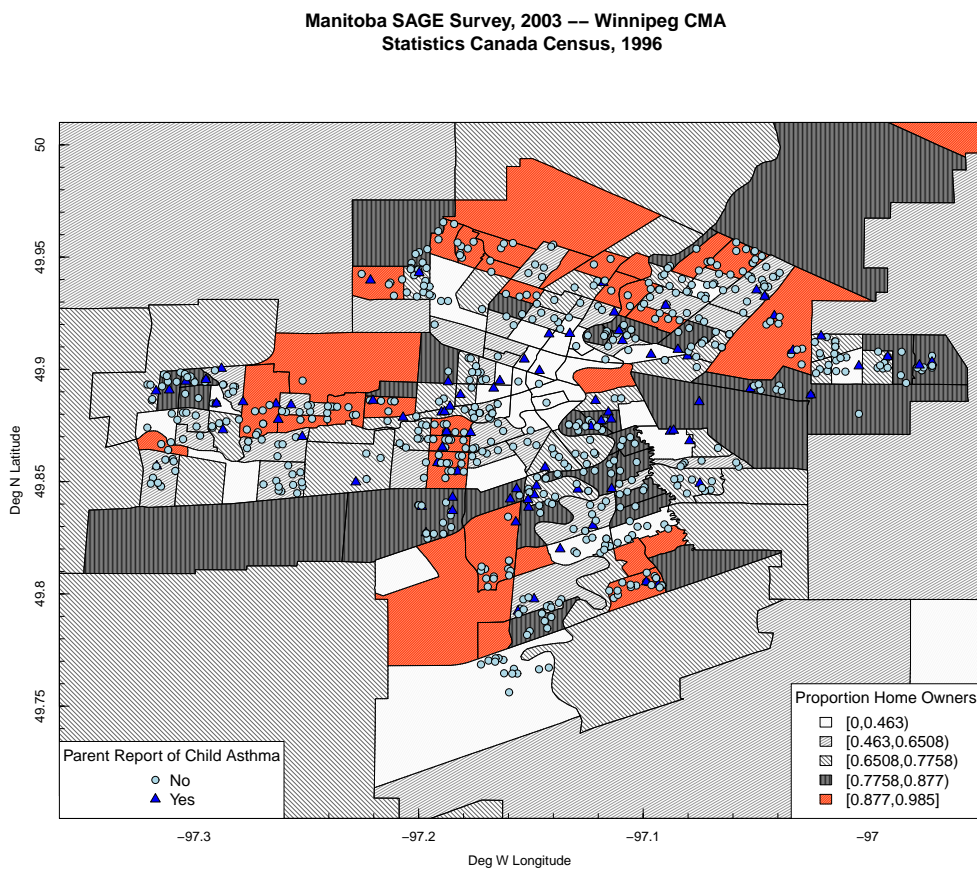 Manitoba SAGE Survey, 2003 −− Winnipeg CMA
Statistics Canada Census, 1996
50
49.95
49.9
49.85
49.8
49.75
Deg N Latitude
Proportion Home Owners
[0,0.463)
[0.463,0.6508)
[0.6508,0.7758)
[0.7758,0.877)
[0.877,0.985]
Parent Report of Child Asthma
No
Yes
−97.3
−97.2
−97.1
−97
Deg W Longitude